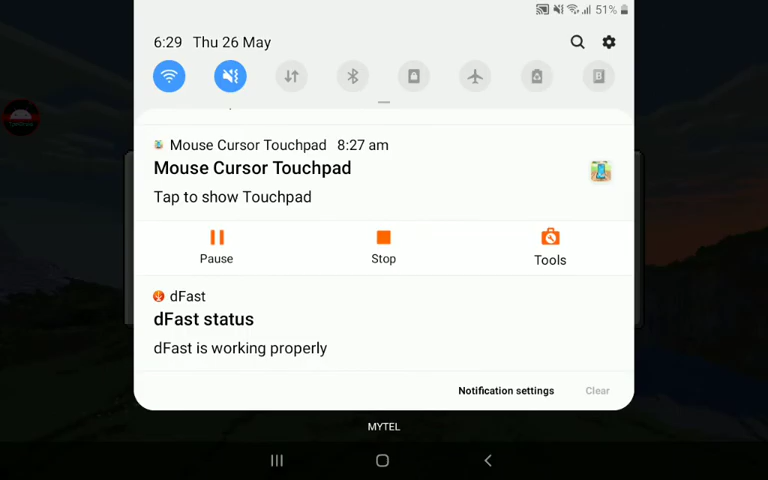 51%
6:29 Thu 26 May
Mouse Cursor Touchpad 8:27 am
Mouse Cursor Touchpad
Tap to show Touchpad
Pause Stop Tools
dFast
dFast status
dFast is working properly
Notification settings Clear
MYTEL